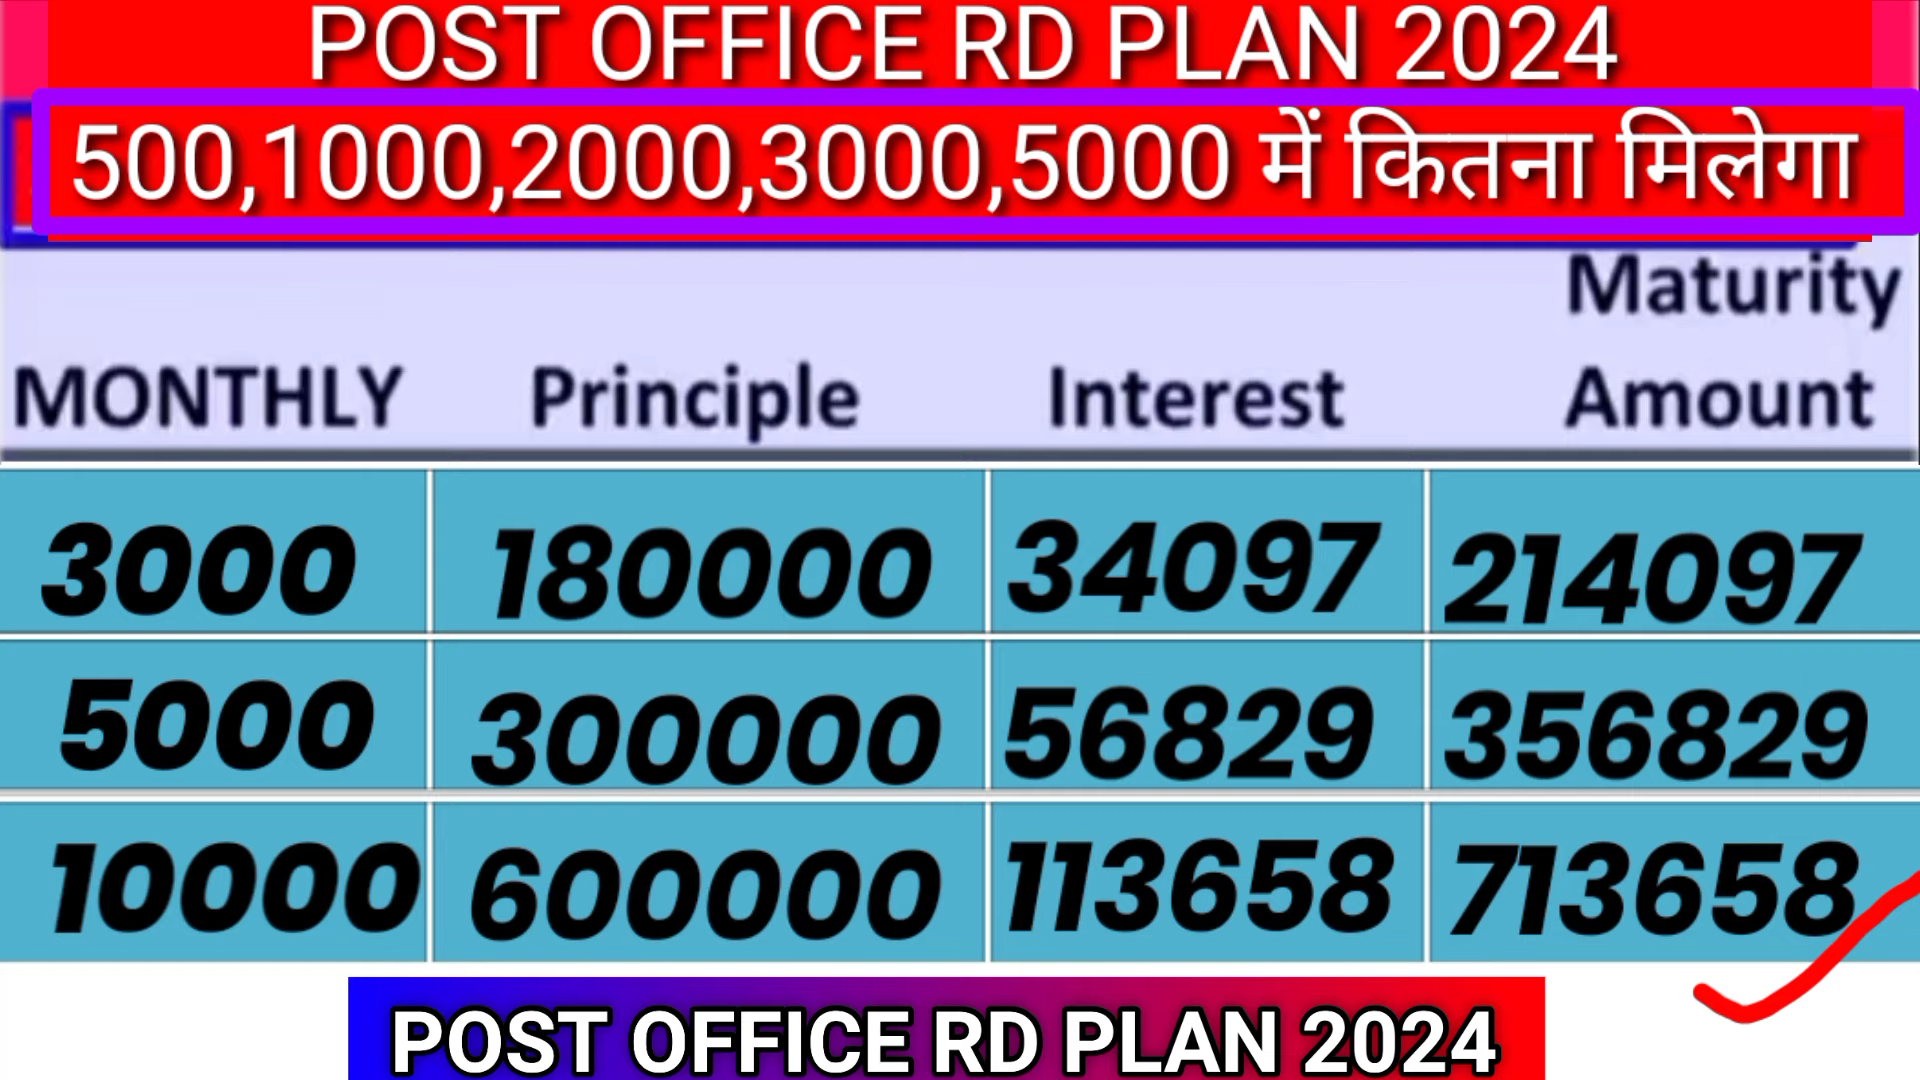 POST OFFICE RD PLAN 2024
500,1000,2000,3000,5000 में कितना मिलेगा
MONTHLY Principle Interest Maturity Amount
3000 180000 34097 214097
5000 300000 56829 356829
10000 600000 113658 713658
POST OFFICE RD PLAN 2024